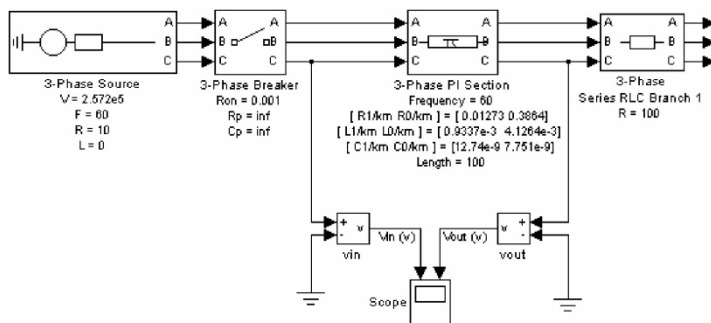 A A A A A A
B B B B B B
C C C C C C
3-Phase Source
V = 2.572e5
F = 60
R = 10
L = 0
3-Phase Breaker
Ron = 0.001
Rp = inf
Cp = inf
3-Phase PI Section
Frequency = 60
[ R1/km R0/km ] = [ 0.01273 0.3864]
[ L1/km L0/km ] = [ 0.9337e-3 4.1264e-3]
[ C1/km C0/km ] = [12.74e-9 7.751e-9]
Length = 100
3-Phase
Series RLC Branch 1
R = 100
+
-
v
Vin (v)
vin
Vout (v)
v
+
-
vout
Scope